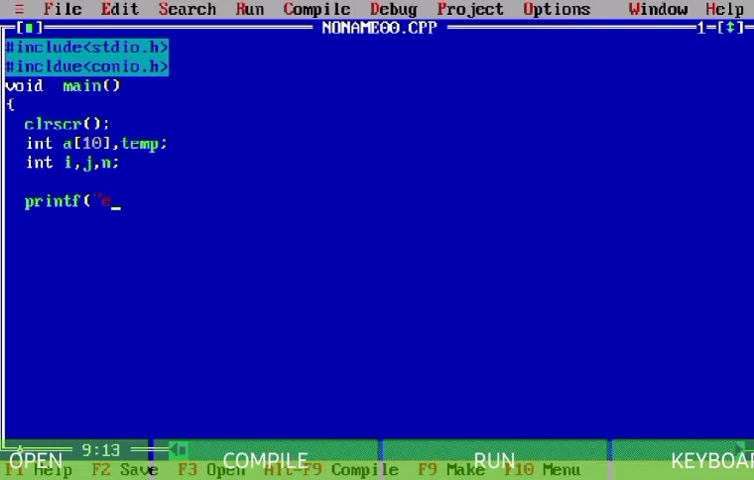 ≡ File Edit Search Run Compile Debug Project Options Window Help
[■] NONAME00.CPP 1=[↕]
#include<stdio.h>
#incldue<conio.h>
void main()
{
clrscr();
int a[10],temp;
int i,j,n;
printf("e_
9:13
OPEN COMPILE RUN KEYBOAR
F1 Help F2 Save F3 Open Alt-F9 Compile F9 Make F10 Menu